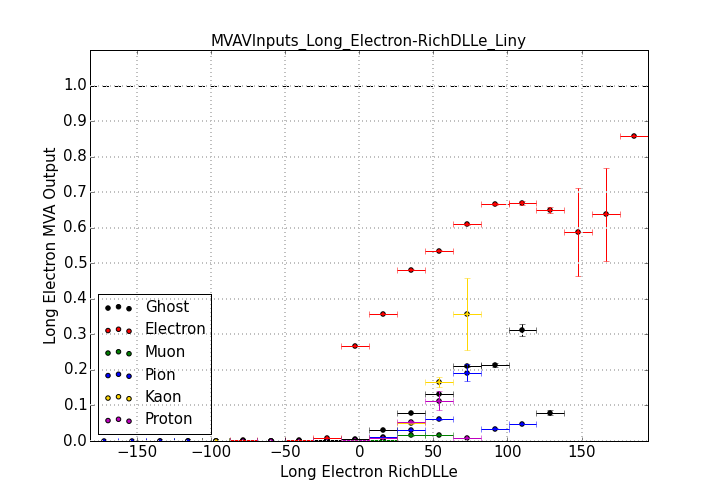 MVAVInputs_Long_Electron-RichDLLe_Liny
Long Electron MVA Output
1.0
0.9
0.8
0.7
0.6
0.5
0.4
0.3
0.2
0.1
0.0
Ghost
Electron
Muon
Pion
Kaon
Proton
−150 −100 −50 0 50 100 150
Long Electron RichDLLe